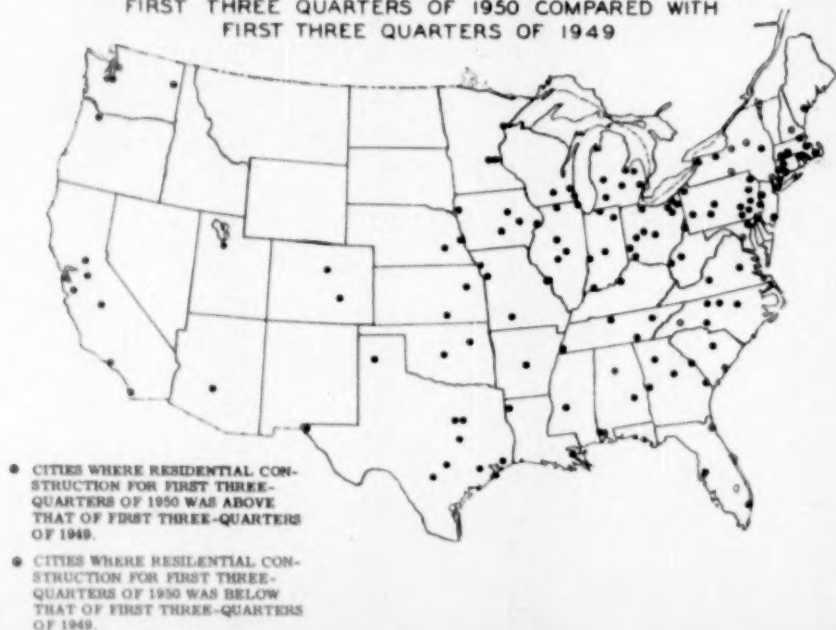 FIRST THREE QUARTERS OF 1950 COMPARED WITH
FIRST THREE QUARTERS OF 1949
CITIES WHERE RESIDENTIAL CON-
STRUCTION FOR FIRST THREE-
QUARTERS OF 1950 WAS ABOVE
THAT OF FIRST THREE-QUARTERS
OF 1949.
CITIES WHERE RESIDENTIAL CON-
STRUCTION FOR FIRST THREE-
QUARTERS OF 1950 WAS BELOW
THAT OF FIRST THREE-QUARTERS
OF 1949.